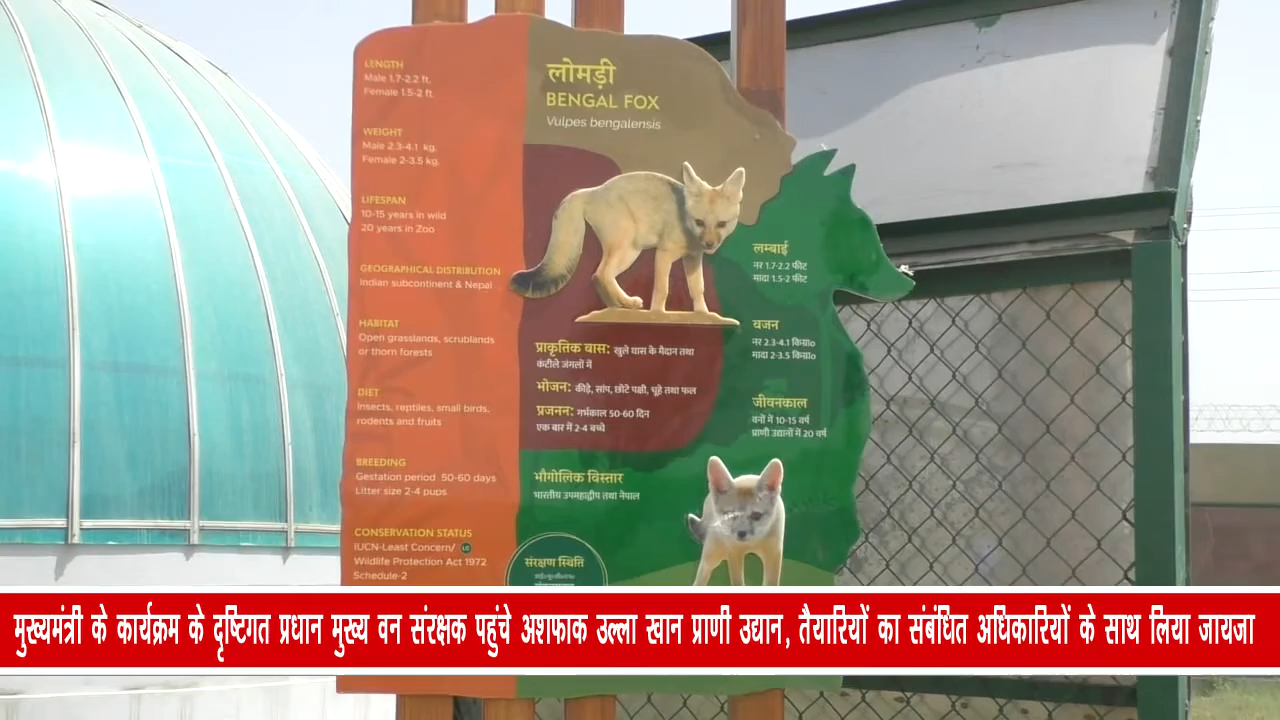 लोमड़ी
BENGAL FOX
Vulpes bengalensis
LENGTH
Male 1.7-2.2 ft.
Female 1.5-2 ft
WEIGHT
Male 2.3-4.1 kg.
Female 2-3.5 kg.
LIFESPAN
10-15 years in wild
20 years in Zoo
GEOGRAPHICAL DISTRIBUTION
Indian subcontinent & Nepal
HABITAT
Open grasslands, scrublands
or thorn forests
DIET
Insects, reptiles, small birds,
rodents and fruits
BREEDING
Gestation period 50-60 days
Litter size 2-4 pups
CONSERVATION STATUS
IUCN-Least Concern/ LC
Wildlife Protection Act 1972
Schedule-2
प्राकृतिक वास: खुले घास के मैदान तथा
कंटीले जंगलों में
भोजन: कीड़े, सांप, छोटे पक्षी, चूहे तथा फल
प्रजनन: गर्भकाल 50-60 दिन
एक बार में 2-4 बच्चे
भौगोलिक विस्तार
भारतीय उपमहाद्वीप तथा नेपाल
संरक्षण स्थिति
लम्बाई
नर 1.7-2.2 फीट
मादा 1.5-2 फीट
वजन
नर 2.3-4.1 किग्रा०
मादा 2-3.5 किग्रा०
जीवनकाल
वनों में 10-15 वर्ष
प्राणी उद्यानों में 20 वर्ष
मुख्यमंत्री के कार्यक्रम के दृष्टिगत प्रधान मुख्य वन संरक्षक पहुंचे अशफाक उल्ला खान प्राणी उद्यान, तैयारियों का संबंधित अधिकारियों के साथ लिया जायजा